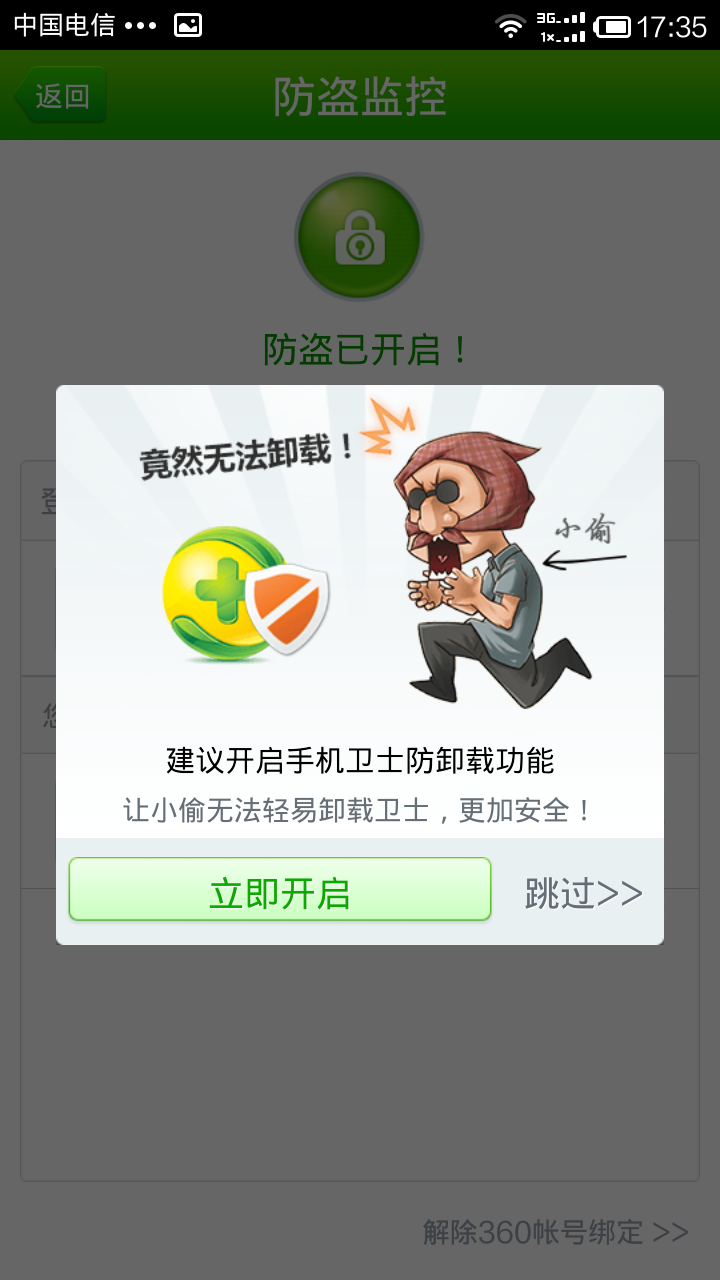 中国电信 ••• 3G 1× 17:35
返回 防盗监控
防盗已开启！
登
竟然无法卸载！
小偷
您
建议开启手机卫士防卸载功能
让小偷无法轻易卸载卫士，更加安全！
立即开启 跳过>>
解除360帐号绑定 >>